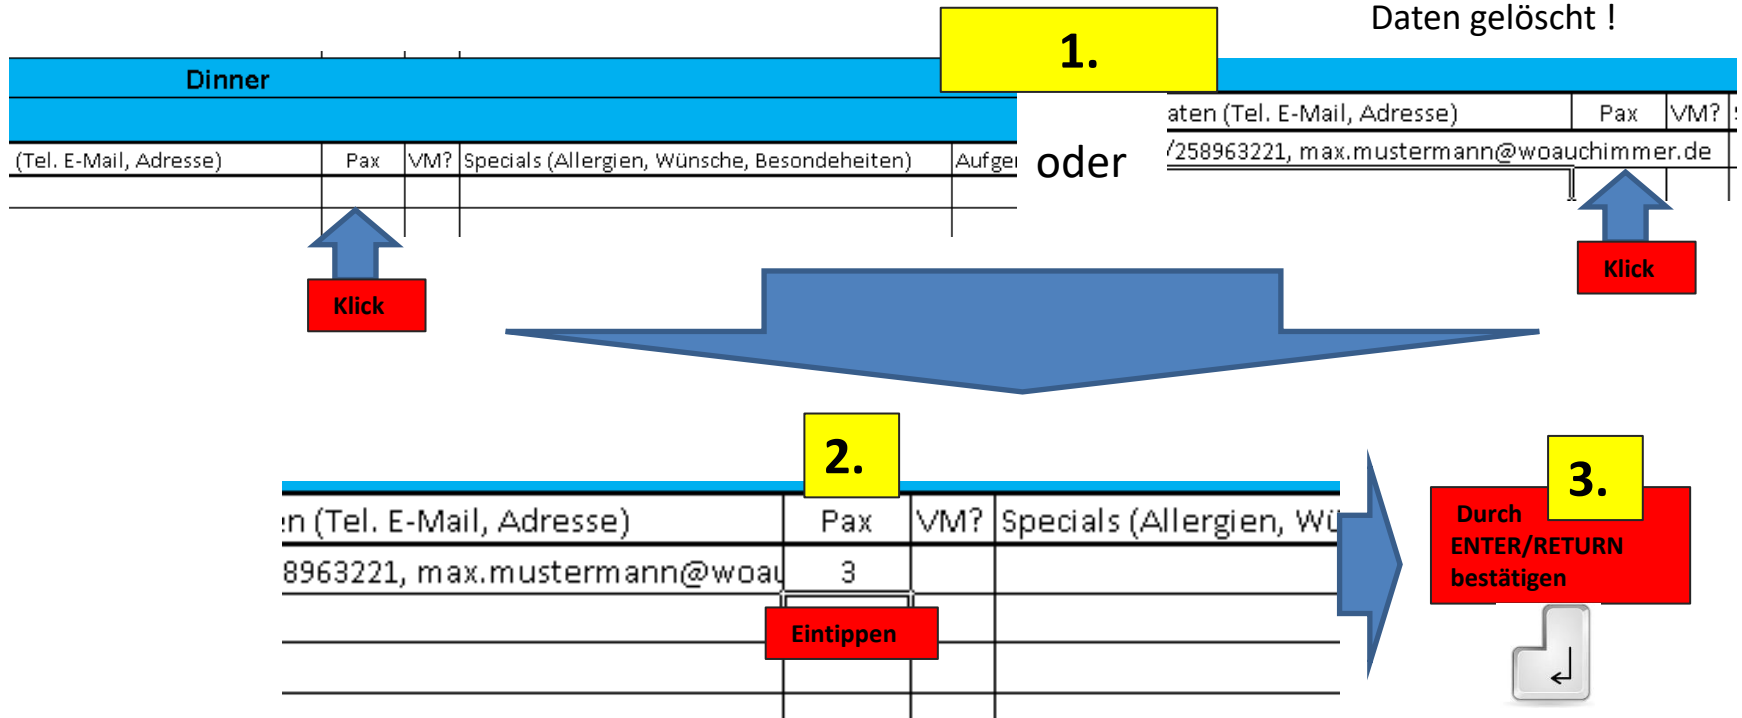 Daten gelöscht !
1.
Dinner
(Tel. E-Mail, Adresse) Pax VM? Specials (Allergien, Wünsche, Besondeheiten) Aufger
oder
aten (Tel. E-Mail, Adresse) Pax VM?
/258963221, max.mustermann@woauchimmer.de
Klick
Klick
2.
n (Tel. E-Mail, Adresse) Pax VM? Specials (Allergien, Wü
8963221, max.mustermann@woau 3
Eintippen
3.
Durch
ENTER/RETURN
bestätigen